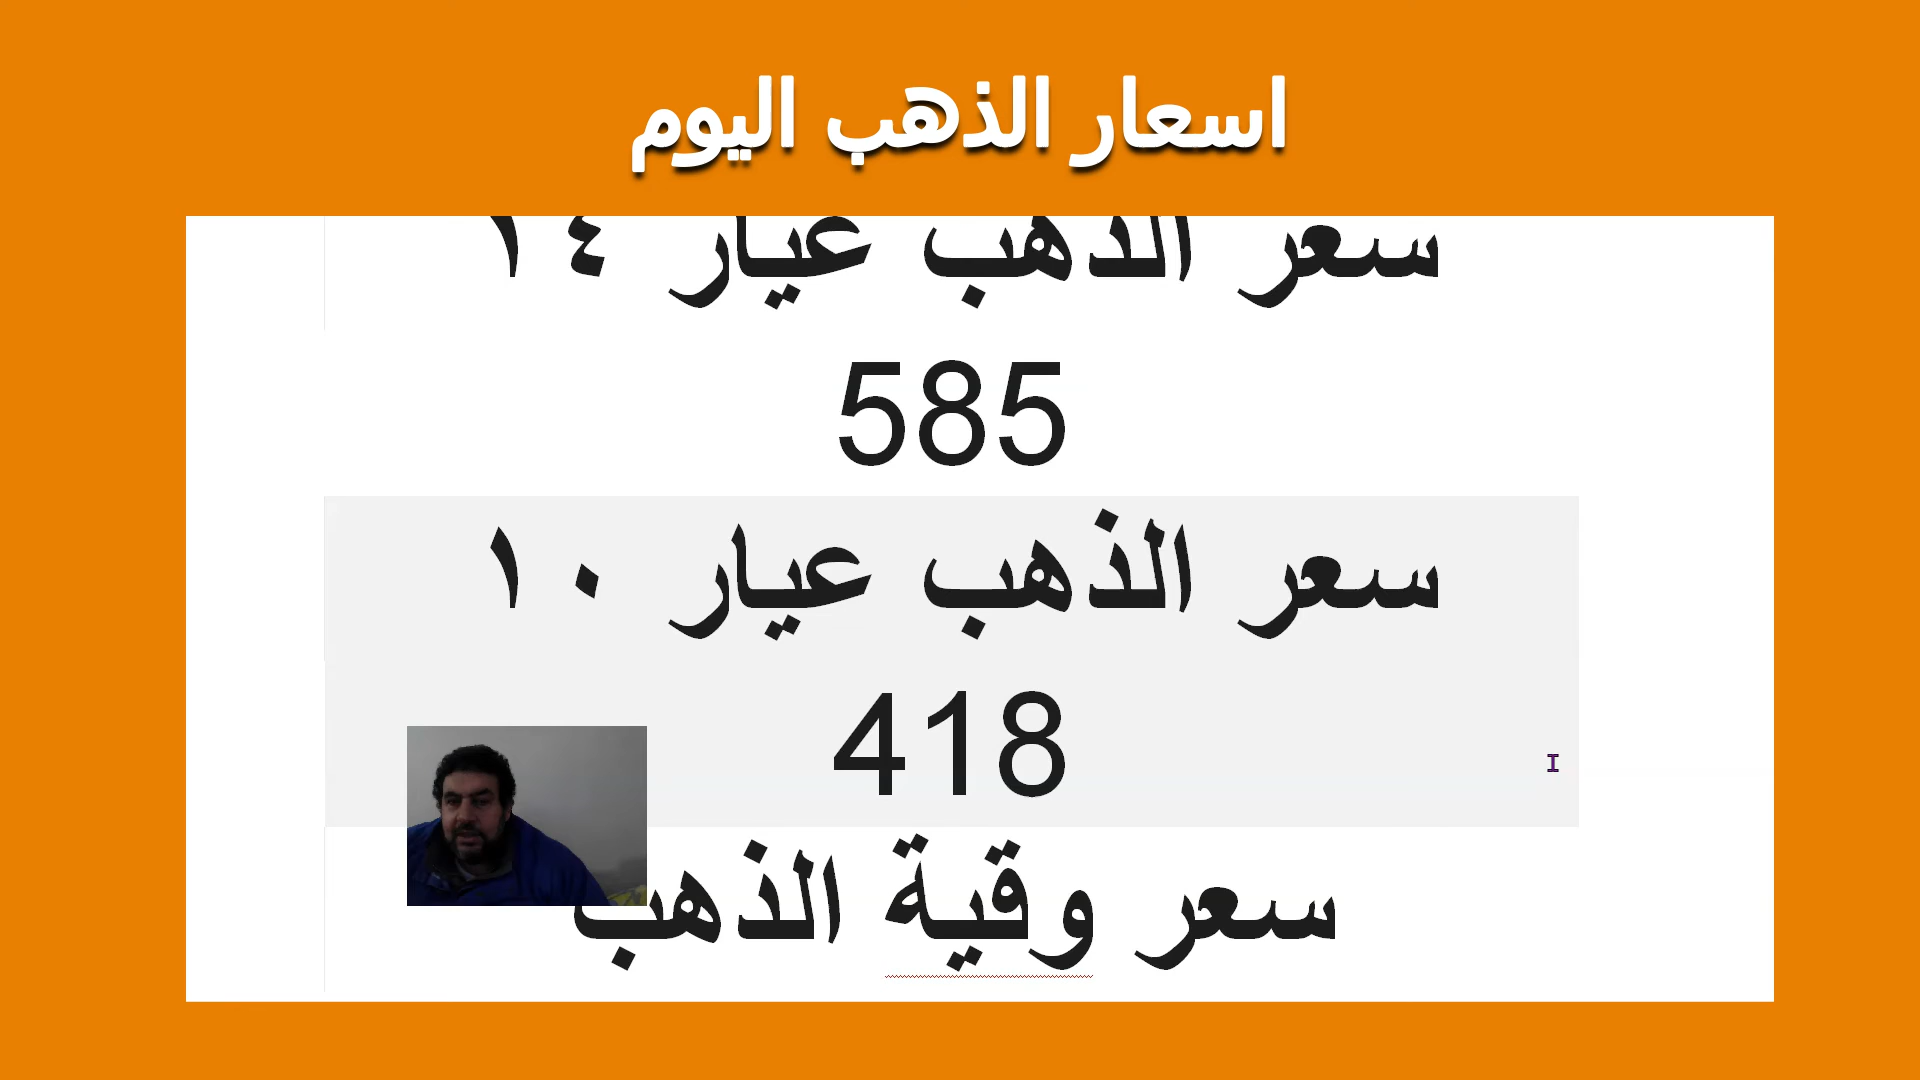 اسعار الذهب اليوم
سعر الذهب عيار ١٤
585
سعر الذهب عيار ١٠
418
سعر وقية الذهب